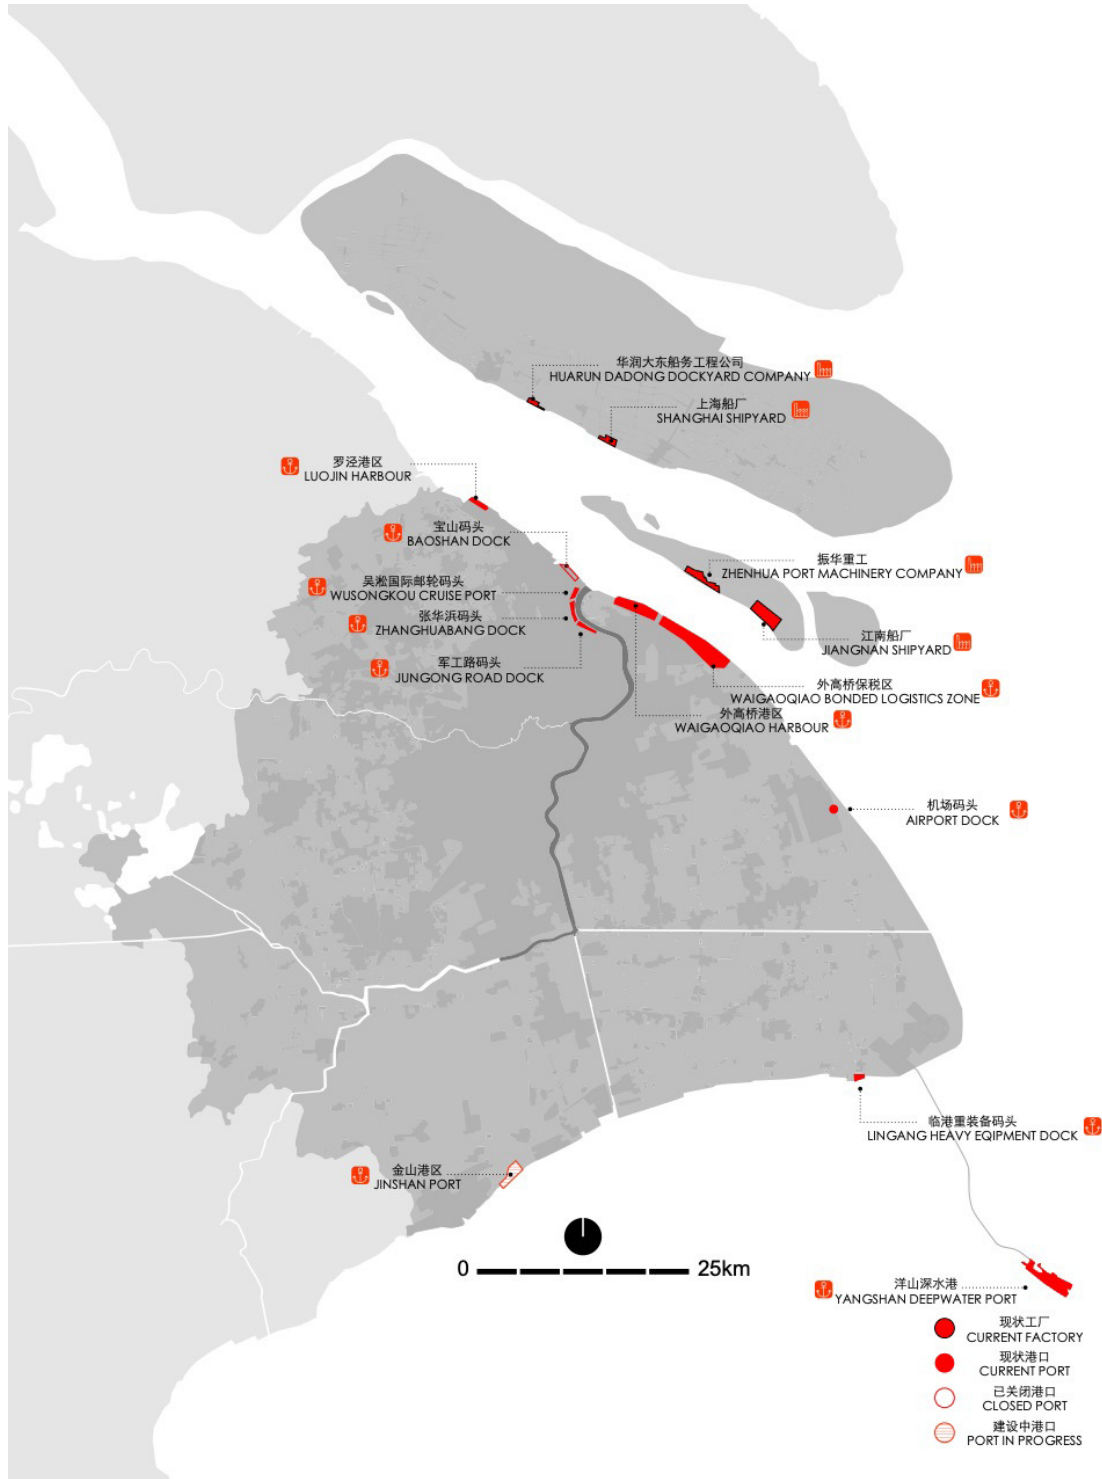 华润大东船务工程公司
HUARUN DADONG DOCKYARD COMPANY
上海船厂
SHANGHAI SHIPYARD
罗泾港区
LUOJIN HARBOUR
宝山码头
BAOSHAN DOCK
振华重工
ZHENHUA PORT MACHINERY COMPANY
吴淞国际邮轮码头
WUSONGKOU CRUISE PORT
张华浜码头
ZHANGHUABANG DOCK
江南船厂
JIANGNAN SHIPYARD
军工路码头
JUNGONG ROAD DOCK
外高桥保税区
WAIGAOQIAO BONDED LOGISTICS ZONE
外高桥港区
WAIGAOQIAO HARBOUR
机场码头
AIRPORT DOCK
临港重装备码头
LINGANG HEAVY EQIPMENT DOCK
金山港区
JINSHAN PORT
0 25km
洋山深水港
YANGSHAN DEEPWATER PORT
现状工厂
CURRENT FACTORY
现状港口
CURRENT PORT
已关闭港口
CLOSED PORT
建设中港口
PORT IN PROGRESS